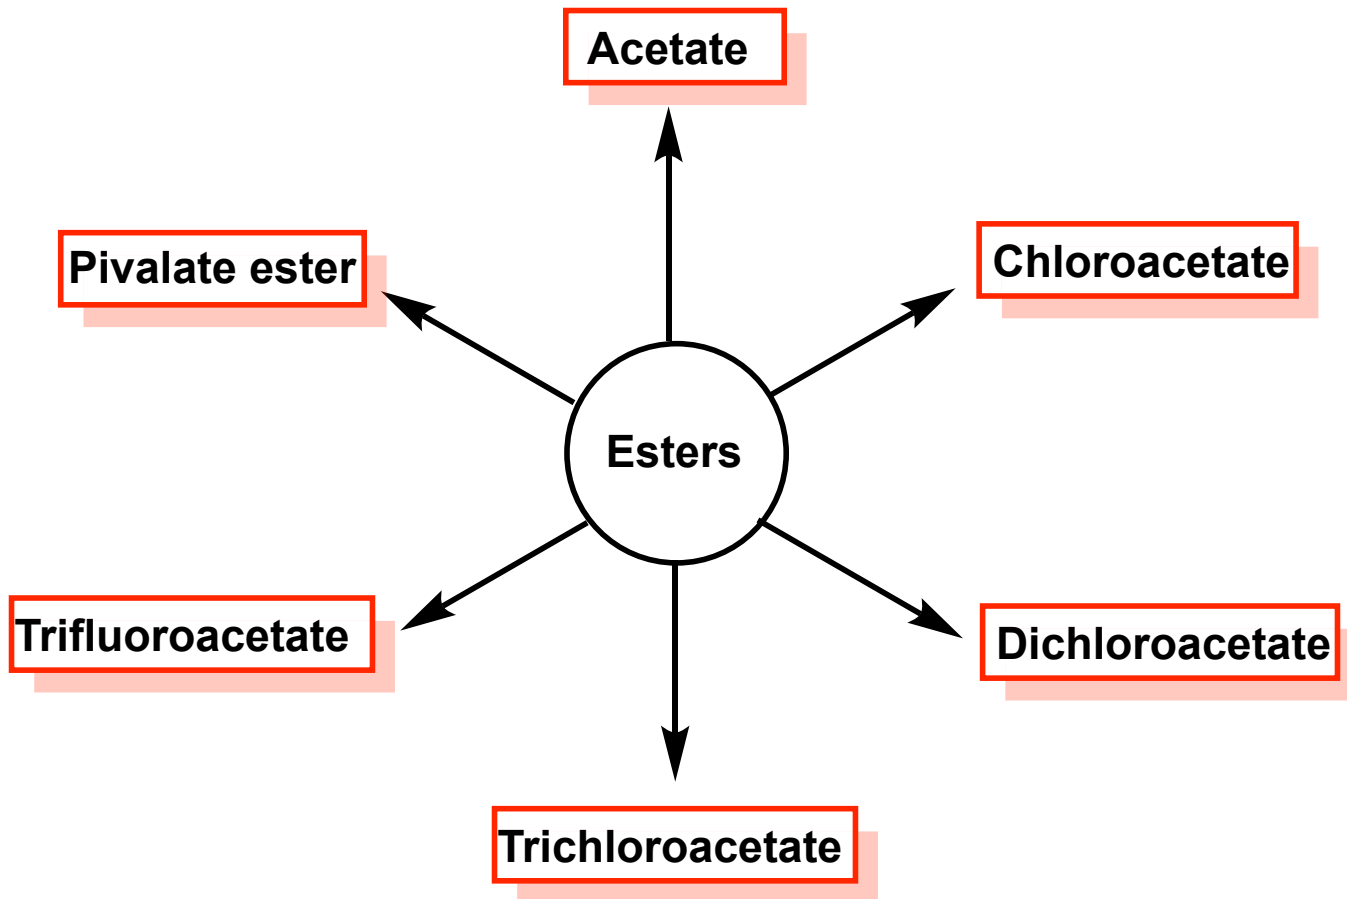 Acetate
Chloroacetate
Pivalate ester
Esters
Trifluoroacetate
Dichloroacetate
Trichloroacetate